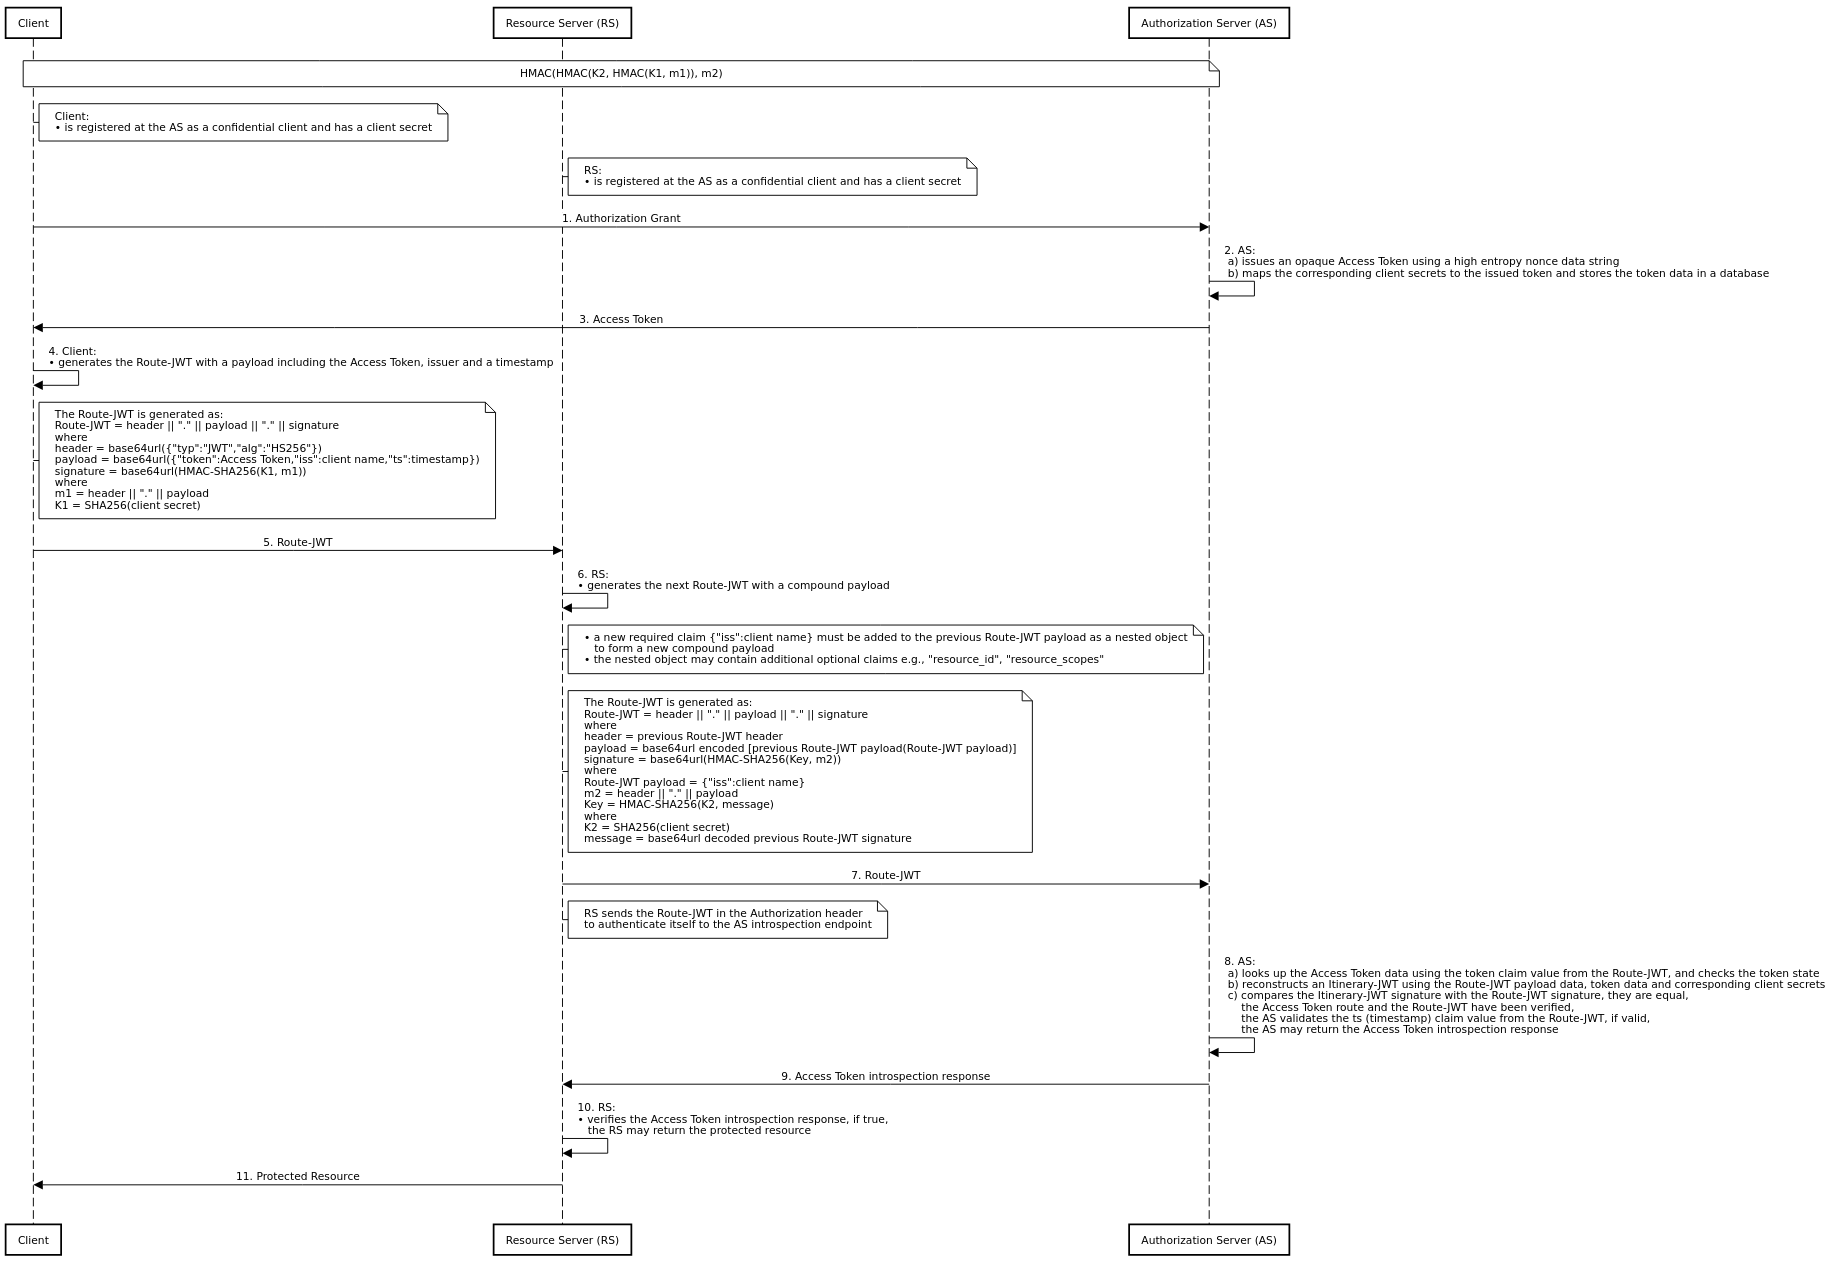 Client
Resource Server (RS)
Authorization Server (AS)
HMAC(HMAC(K2, HMAC(K1, m1)), m2)
Client:
• is registered at the AS as a confidential client and has a client secret
RS:
• is registered at the AS as a confidential client and has a client secret
1. Authorization Grant
2. AS:
a) issues an opaque Access Token using a high entropy nonce data string
b) maps the corresponding client secrets to the issued token and stores the token data in a database
3. Access Token
4. Client:
• generates the Route-JWT with a payload including the Access Token, issuer and a timestamp
The Route-JWT is generated as:
Route-JWT = header || "." || payload || "." || signature
where
header = base64url({"typ":"JWT","alg":"HS256"})
payload = base64url({"token":Access Token,"iss":client name,"ts":timestamp})
signature = base64url(HMAC-SHA256(K1, m1))
where
m1 = header || "." || payload
K1 = SHA256(client secret)
5. Route-JWT
6. RS:
• generates the next Route-JWT with a compound payload
• a new required claim {"iss":client name} must be added to the previous Route-JWT payload as a nested object
to form a new compound payload
• the nested object may contain additional optional claims e.g., "resource_id", "resource_scopes"
The Route-JWT is generated as:
Route-JWT = header || "." || payload || "." || signature
where
header = previous Route-JWT header
payload = base64url encoded [previous Route-JWT payload(Route-JWT payload)]
signature = base64url(HMAC-SHA256(Key, m2))
where
Route-JWT payload = {"iss":client name}
m2 = header || "." || payload
Key = HMAC-SHA256(K2, message)
where
K2 = SHA256(client secret)
message = base64url decoded previous Route-JWT signature
7. Route-JWT
RS sends the Route-JWT in the Authorization header
to authenticate itself to the AS introspection endpoint
8. AS:
a) looks up the Access Token data using the token claim value from the Route-JWT, and checks the token state
b) reconstructs an Itinerary-JWT using the Route-JWT payload data, token data and corresponding client secrets
c) compares the Itinerary-JWT signature with the Route-JWT signature, they are equal,
the Access Token route and the Route-JWT have been verified,
the AS validates the ts (timestamp) claim value from the Route-JWT, if valid,
the AS may return the Access Token introspection response
9. Access Token introspection response
10. RS:
• verifies the Access Token introspection response, if true,
the RS may return the protected resource
11. Protected Resource
Client
Resource Server (RS)
Authorization Server (AS)